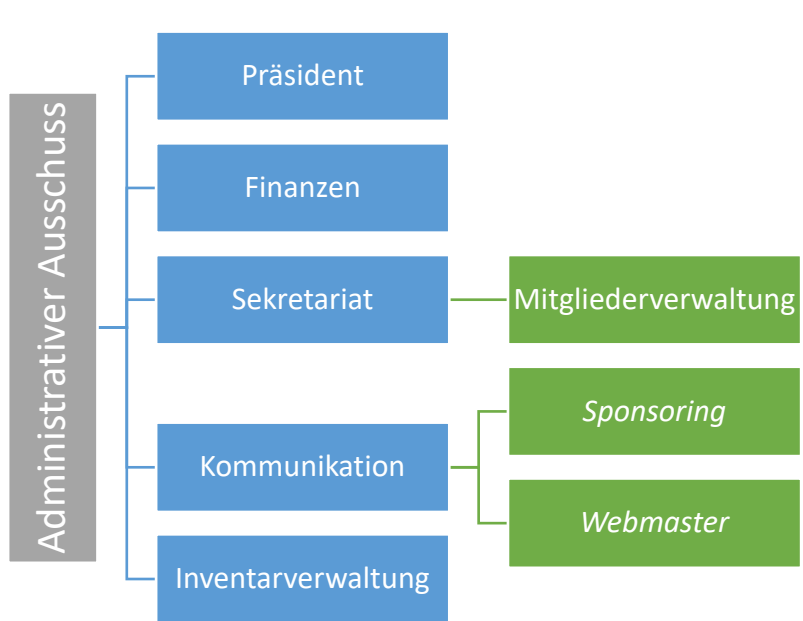 Administrativer Ausschuss
Präsident
Finanzen
Sekretariat
Mitgliederverwaltung
Kommunikation
Sponsoring
Webmaster
Inventarverwaltung